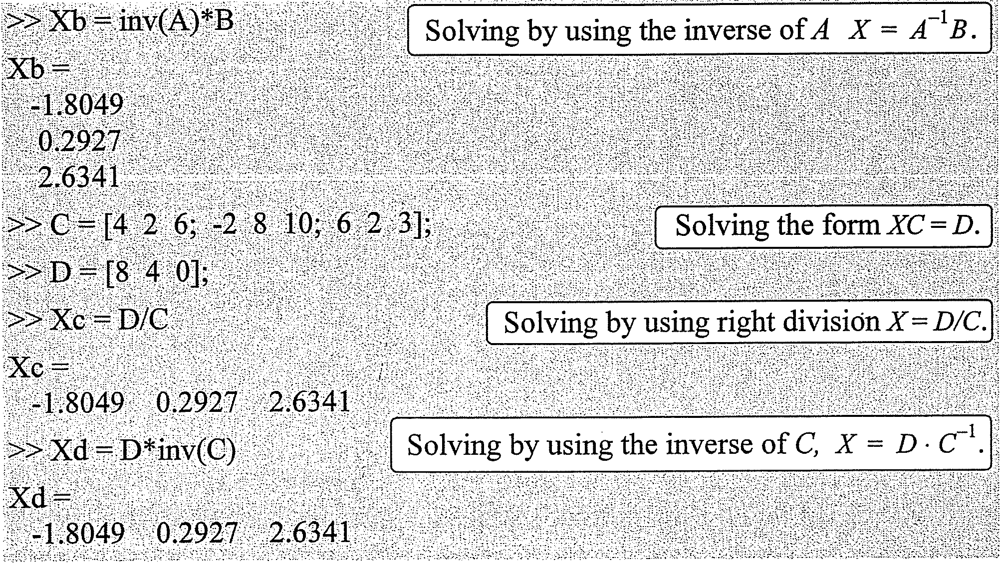 >> Xb = inv(A)*B
Solving by using the inverse of A X = A⁻¹B.
Xb =
-1.8049
0.2927
2.6341
>> C = [4 2 6; -2 8 10; 6 2 3];
Solving the form XC = D.
>> D = [8 4 0];
>> Xc = D/C
Solving by using right division X = D/C.
Xc =
-1.8049 0.2927 2.6341
>> Xd = D*inv(C)
Solving by using the inverse of C, X = D · C⁻¹.
Xd =
-1.8049 0.2927 2.6341